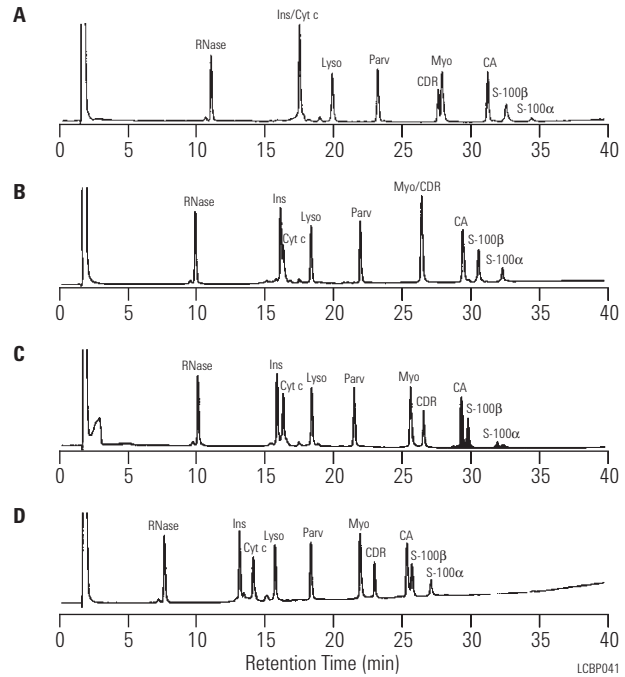 A
RNase
Ins/Cyt c
Lyso
Parv
CDR
Myo
CA
S-100β
S-100α
0 5 10 15 20 25 30 35 40
B
RNase
Ins
Cyt c
Lyso
Parv
Myo/CDR
CA
S-100β
S-100α
0 5 10 15 20 25 30 35 40
C
RNase
Ins
Cyt c
Lyso
Parv
Myo
CDR
CA
S-100β
S-100α
0 5 10 15 20 25 30 35 40
D
RNase
Ins
Cyt c
Lyso
Parv
Myo
CDR
CA
S-100β
S-100α
0 5 10 15 20 25 30 35 40
Retention Time (min)
LCBP041